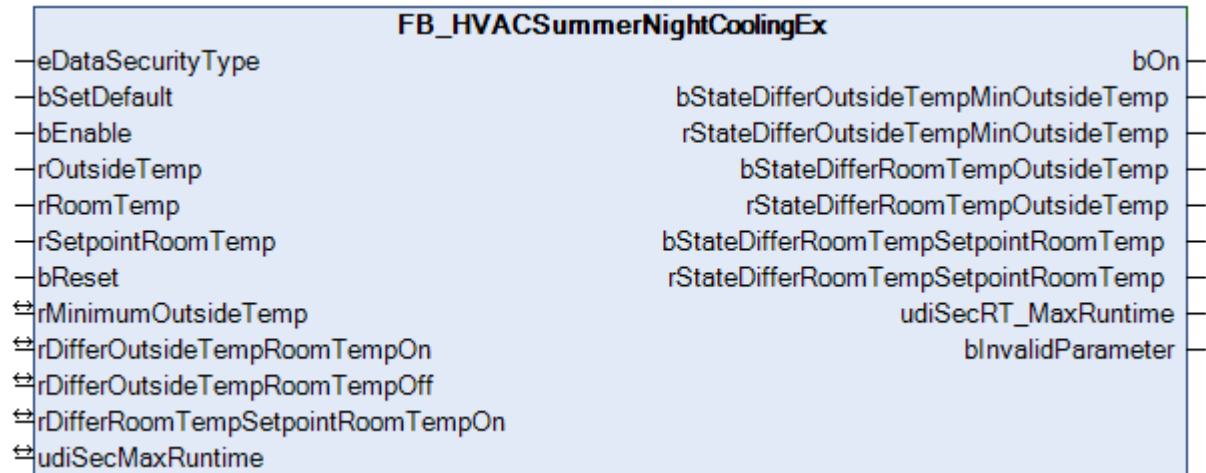 FB_HVACSummerNightCoolingEx
eDataSecurityType bOn
bSetDefault bStateDifferOutsideTempMinOutsideTemp
bEnable rStateDifferOutsideTempMinOutsideTemp
rOutsideTemp bStateDifferRoomTempOutsideTemp
rRoomTemp rStateDifferRoomTempOutsideTemp
rSetpointRoomTemp bStateDifferRoomTempSetpointRoomTemp
bReset rStateDifferRoomTempSetpointRoomTemp
rMinimumOutsideTemp udiSecRT_MaxRuntime
rDifferOutsideTempRoomTempOn bInvalidParameter
rDifferOutsideTempRoomTempOff
rDifferRoomTempSetpointRoomTempOn
udiSecMaxRuntime